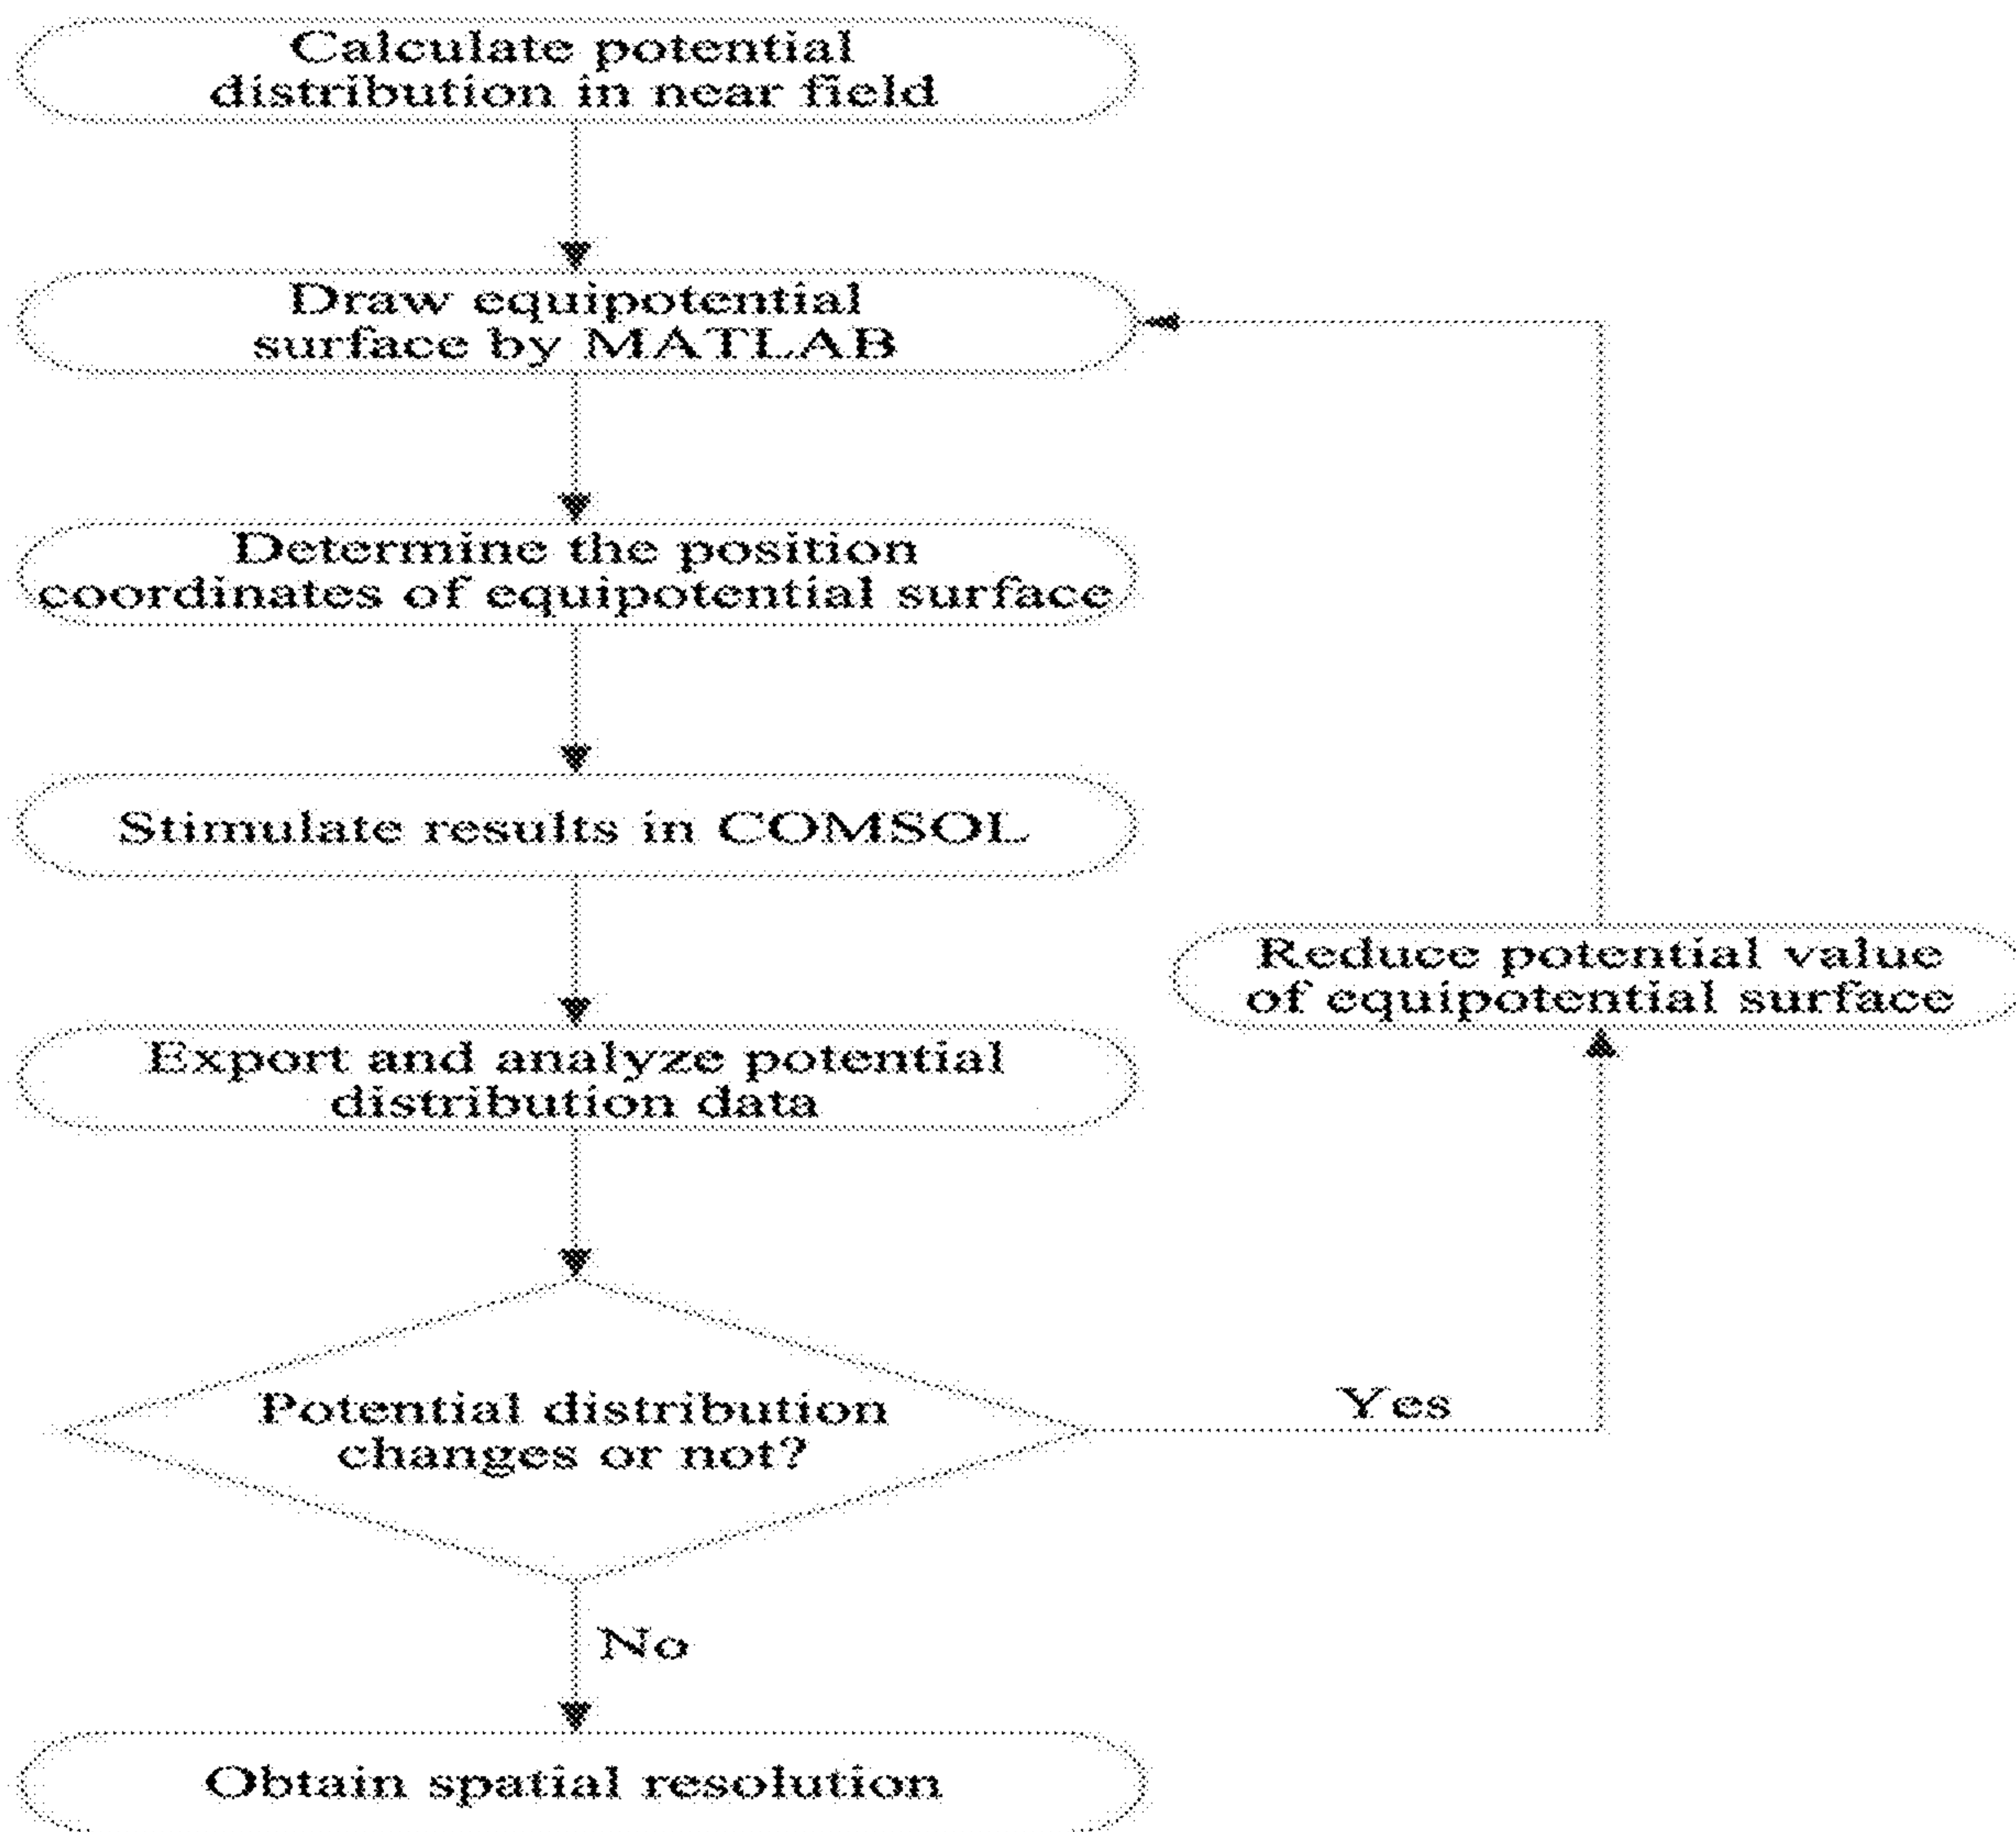 Calculate potential
distribution in near field
Draw equipotential
surface by MATLAB
Determine the position
coordinates of equipotential surface
Stimulate results in COMSOL
Reduce potential value
of equipotential surface
Export and analyze potential
distribution data
Potential distribution
changes or not?
Yes
No
Obtain spatial resolution